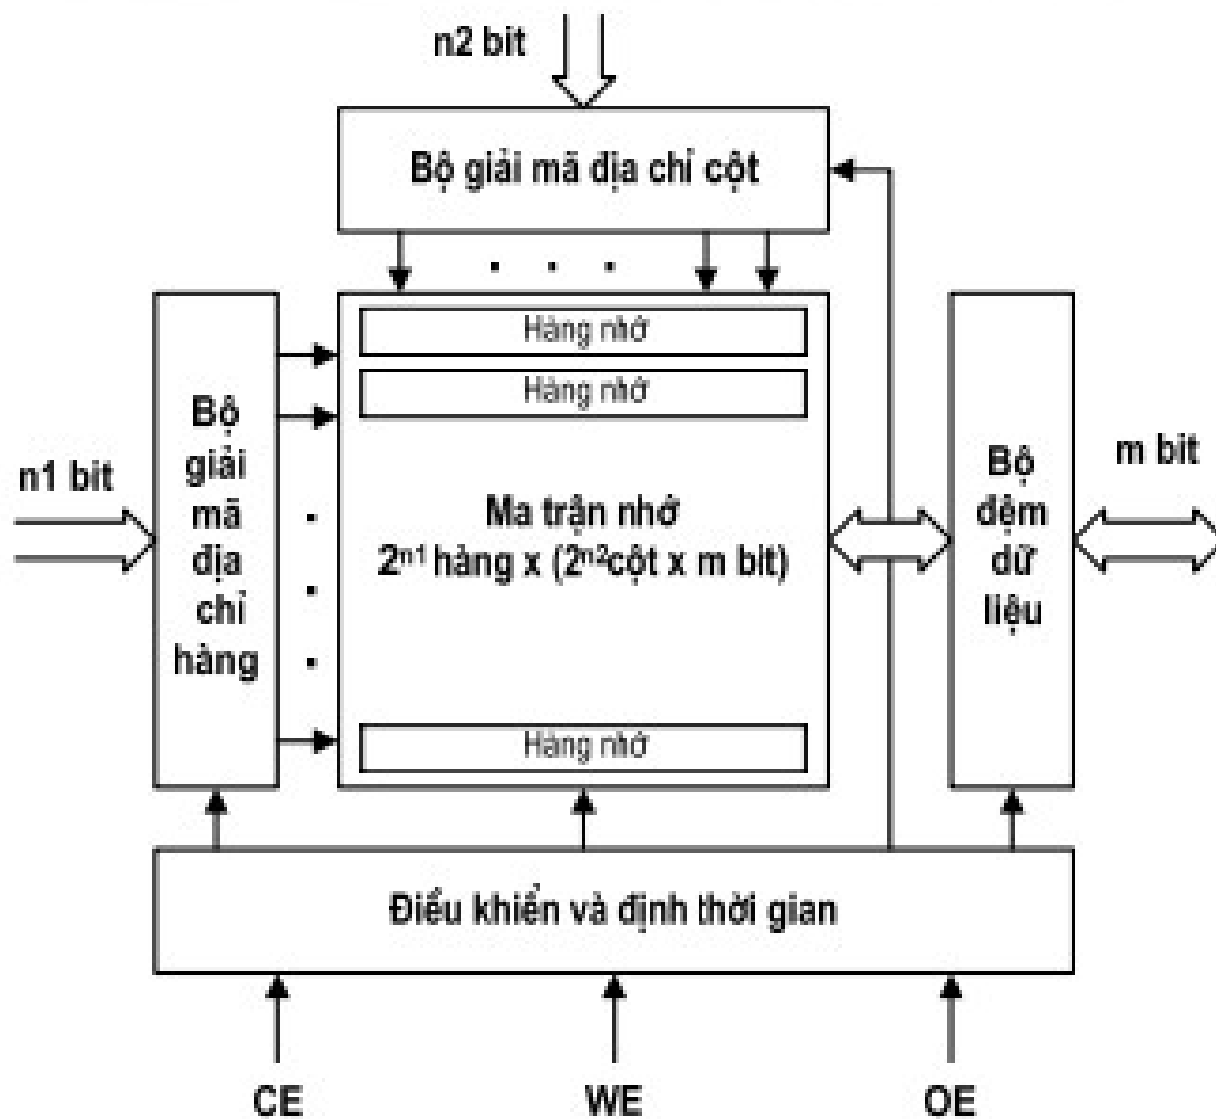 n2 bit
Bộ giải mã địa chỉ cột
Hàng nhớ
Hàng nhớ
Bộ
giải
mã
địa
chỉ
hàng
n1 bit
Ma trận nhớ
2ⁿ¹ hàng x (2ⁿ²cột x m bit)
Bộ
đệm
dữ
liệu
m bit
Hàng nhớ
Điều khiển và định thời gian
CE
WE
OE